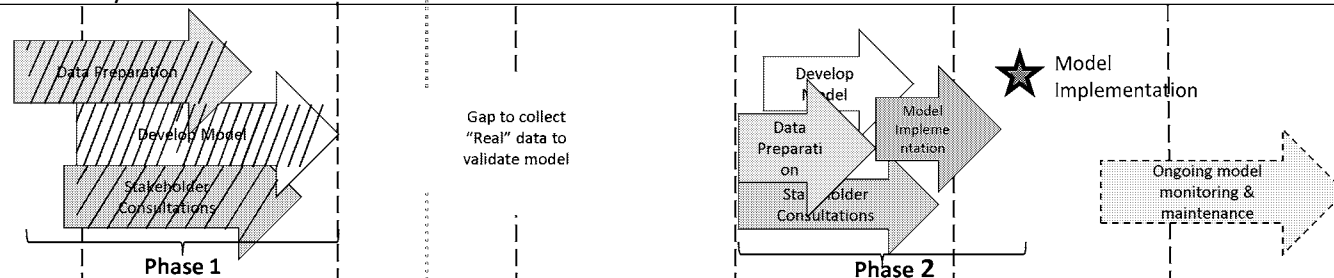 Data Preparation
Develop Model
Stakeholder
Consultations
Phase 1
Gap to collect
"Real" data to
validate model
Develop
Model
Data
Preparati
on
Stakeholder
Consultations
Model
Impleme
ntation
Phase 2
Model
Implementation
Ongoing model
monitoring &
maintenance